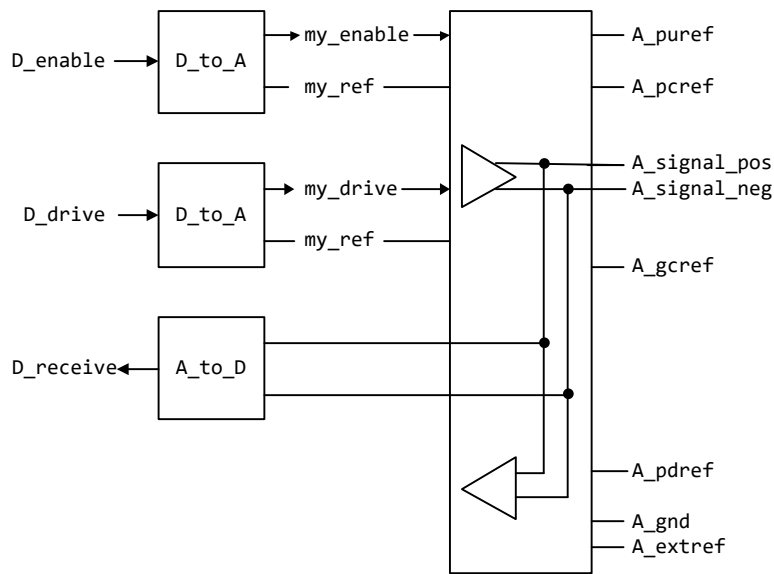 my_enable
A_puref
D_enable
D_to_A
my_ref
A_pcref
A_signal_pos
my_drive
A_signal_neg
D_drive
D_to_A
my_ref
A_gcref
D_receive
A_to_D
A_pdref
A_gnd
A_extref